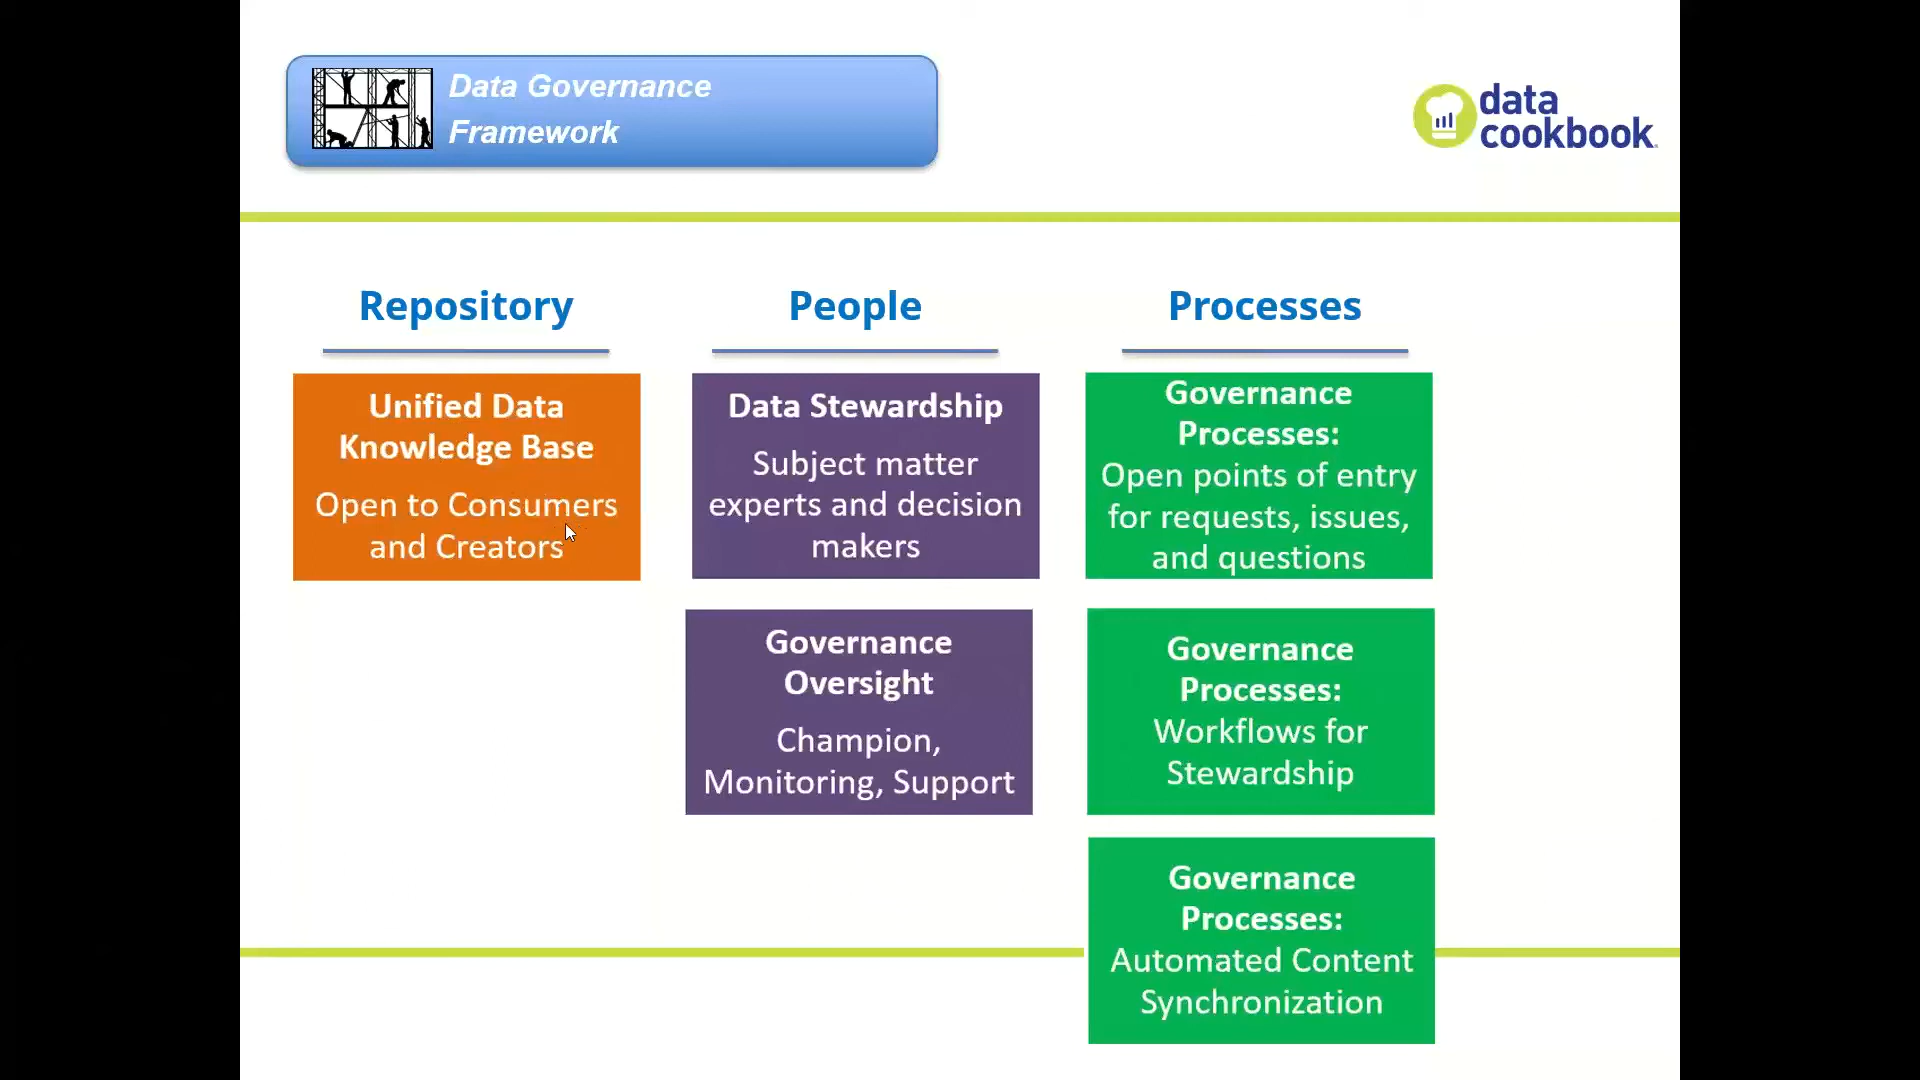 Data Governance
Framework
data
cookbook
Repository
People
Processes
Unified Data
Knowledge Base
Open to Consumers
and Creators
Data Stewardship
Subject matter
experts and decision
makers
Governance
Oversight
Champion,
Monitoring, Support
Governance
Processes:
Open points of entry
for requests, issues,
and questions
Governance
Processes:
Workflows for
Stewardship
Governance
Processes:
Automated Content
Synchronization